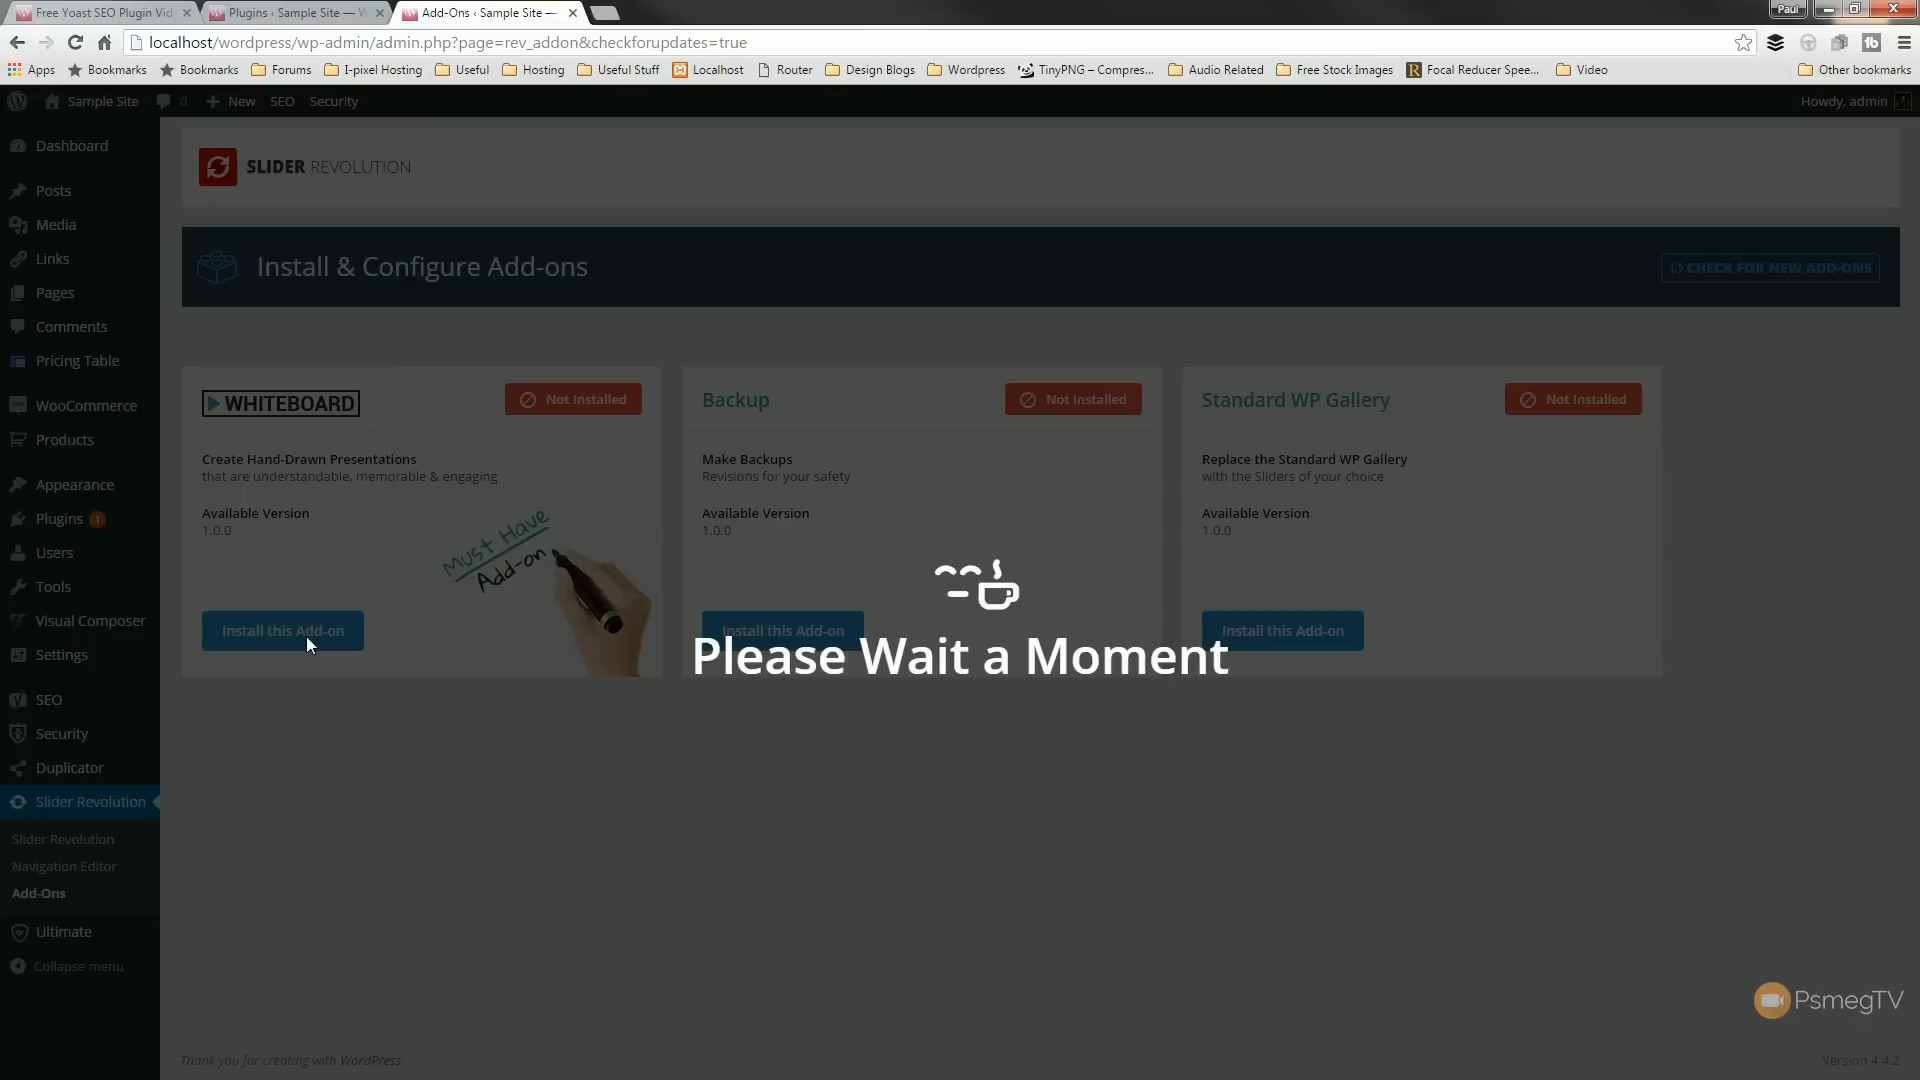 Free Yoast SEO Plugin Vid
Plugins ‹ Sample Site — W
Add-Ons ‹ Sample Site —
Paul
localhost/wordpress/wp-admin/admin.php?page=rev_addon&checkforupdates=true
Apps
Bookmarks
Bookmarks
Forums
I-pixel Hosting
Useful
Hosting
Useful Stuff
Localhost
Router
Design Blogs
Wordpress
TinyPNG – Compres...
Audio Related
Free Stock Images
Focal Reducer Spee...
Video
Other bookmarks
Sample Site
0
New
SEO
Security
Howdy, admin
Dashboard
Posts
Media
Links
Pages
Comments
Pricing Table
WooCommerce
Products
Appearance
Plugins 1
Users
Tools
Visual Composer
Settings
SEO
Security
Duplicator
Slider Revolution
Slider Revolution
Navigation Editor
Add-Ons
Ultimate
Collapse menu
SLIDER REVOLUTION
Install & Configure Add-ons
CHECK FOR NEW ADD-ONS
WHITEBOARD
Not Installed
Create Hand-Drawn Presentations
that are understandable, memorable & engaging
Available Version
1.0.0
Must Have
Add-on
Install this Add-on
Backup
Not Installed
Make Backups
Revisions for your safety
Available Version
1.0.0
Install this Add-on
Standard WP Gallery
Not Installed
Replace the Standard WP Gallery
with the Sliders of your choice
Available Version
1.0.0
Install this Add-on
Please Wait a Moment
PsmegTV
Thank you for creating with WordPress.
Version 4.4.2